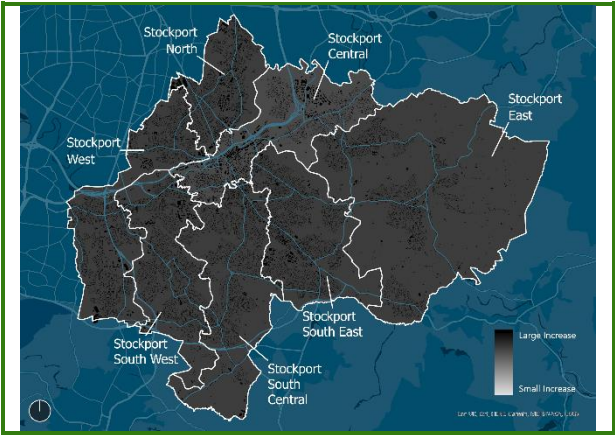 Stockport
North
Stockport
Central
Stockport
East
Stockport
West
Stockport
South East
Stockport
South West
Stockport
South
Central
Large Increase
Small Increase